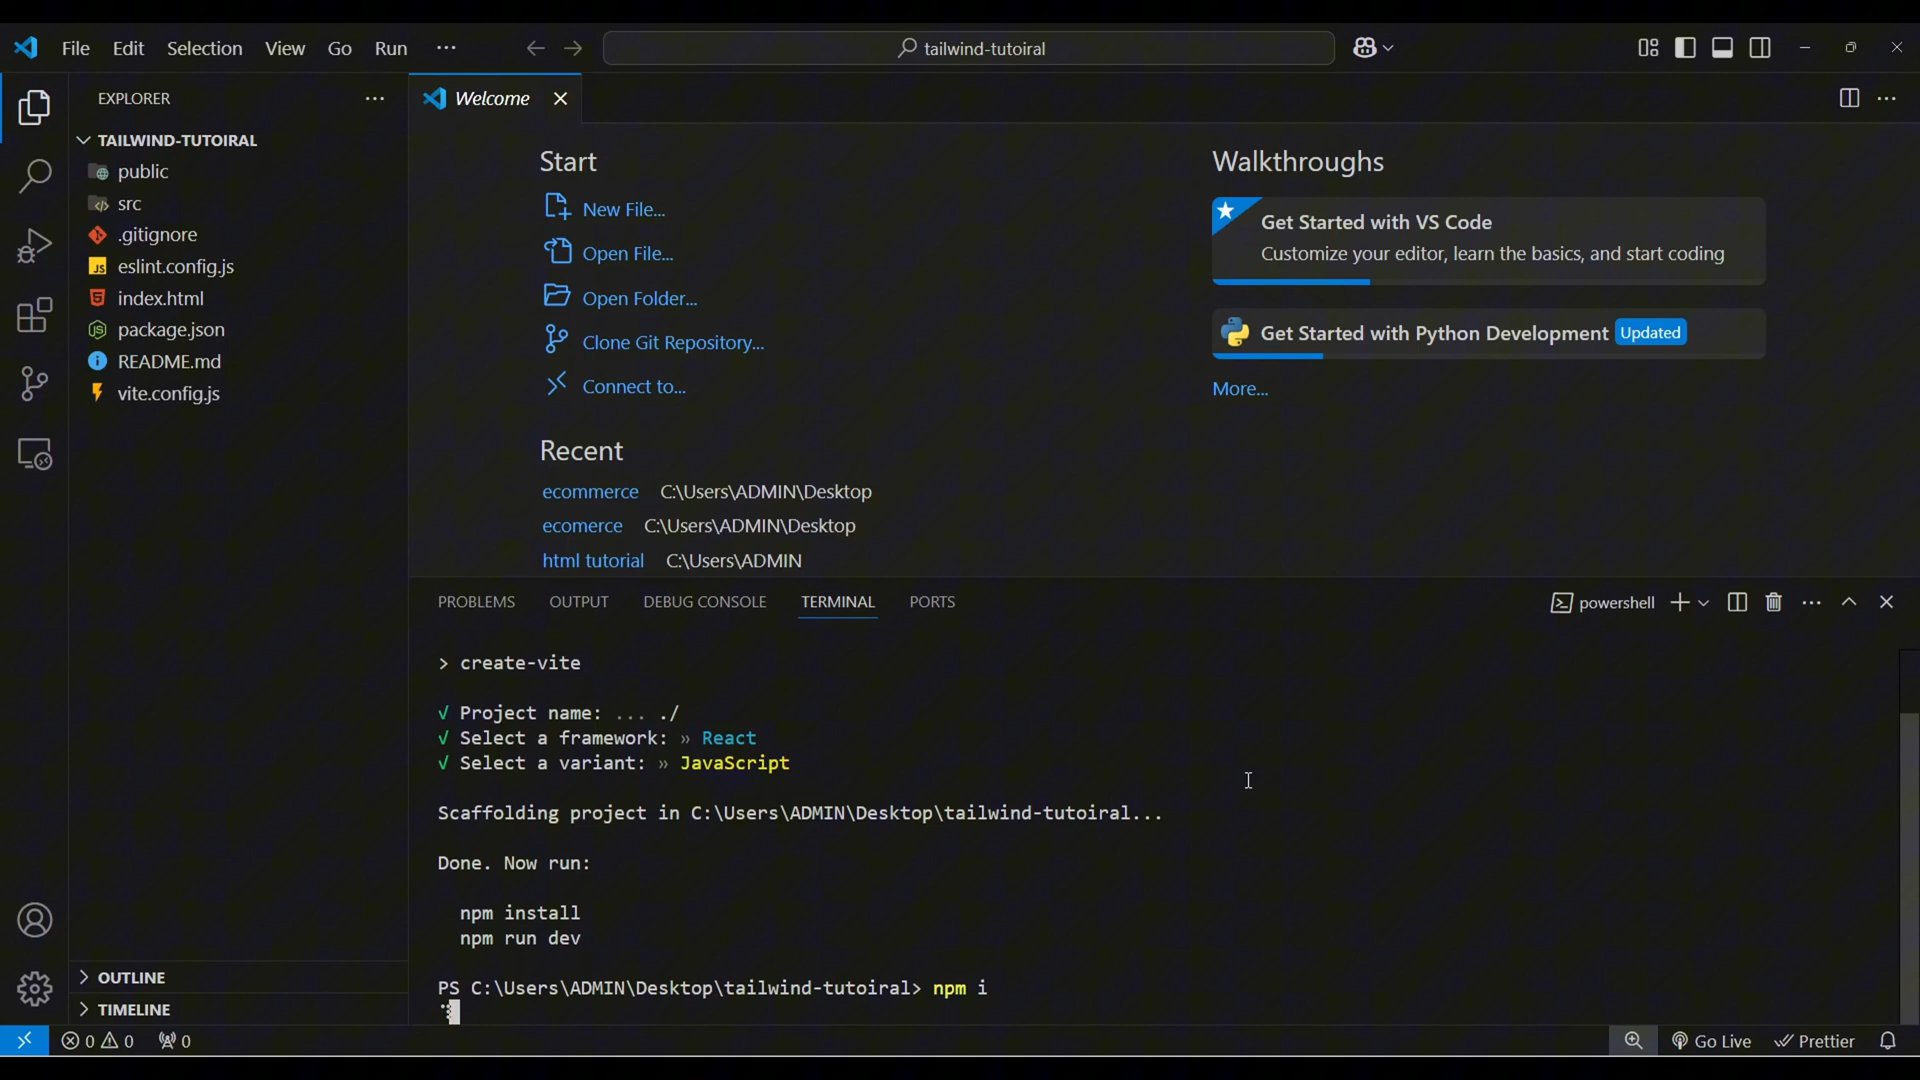 File Edit Selection View Go Run ... tailwind-tutoiral
EXPLORER ...
Welcome
TAILWIND-TUTOIRAL
public
src
.gitignore
eslint.config.js
index.html
package.json
README.md
vite.config.js
Start
New File...
Open File...
Open Folder...
Clone Git Repository...
Connect to...
Recent
ecommerce C:\Users\ADMIN\Desktop
ecomerce C:\Users\ADMIN\Desktop
html tutorial C:\Users\ADMIN
Walkthroughs
Get Started with VS Code
Customize your editor, learn the basics, and start coding
Get Started with Python Development Updated
More...
PROBLEMS OUTPUT DEBUG CONSOLE TERMINAL PORTS powershell
> create-vite
√ Project name: ... ./
√ Select a framework: » React
√ Select a variant: » JavaScript
Scaffolding project in C:\Users\ADMIN\Desktop\tailwind-tutoiral...
Done. Now run:
npm install
npm run dev
PS C:\Users\ADMIN\Desktop\tailwind-tutoiral> npm i
OUTLINE
TIMELINE
0 0 0 Go Live Prettier